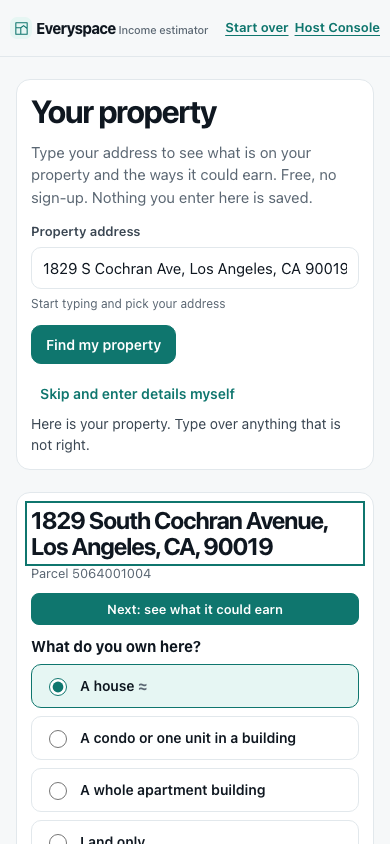 Everyspace Income estimator Start over Host Console
Your property
Type your address to see what is on your
property and the ways it could earn. Free, no
sign-up. Nothing you enter here is saved.
Property address
1829 S Cochran Ave, Los Angeles, CA 90019
Start typing and pick your address
Find my property
Skip and enter details myself
Here is your property. Type over anything that is
not right.
1829 South Cochran Avenue,
Los Angeles, CA, 90019
Parcel 5064001004
Next: see what it could earn
What do you own here?
A house ≈
A condo or one unit in a building
A whole apartment building
Land only